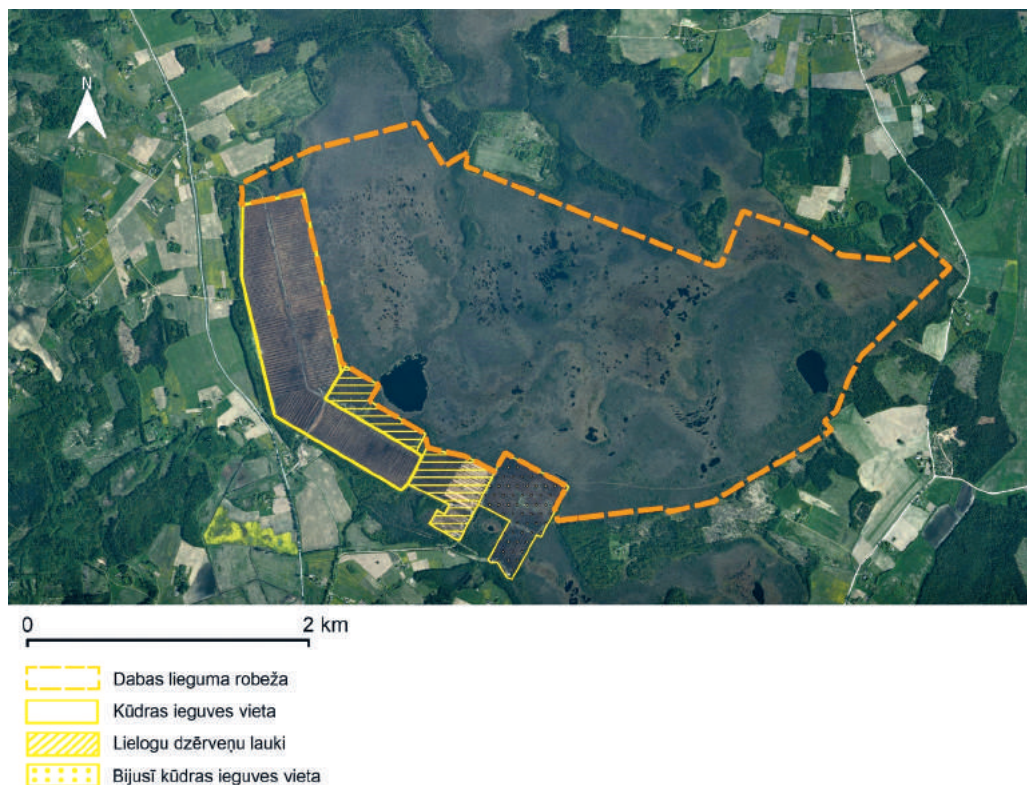 N
0 2 km
Dabas lieguma robeža
Kūdras ieguves vieta
Lielogu dzērveņu lauki
Bijusī kūdras ieguves vieta